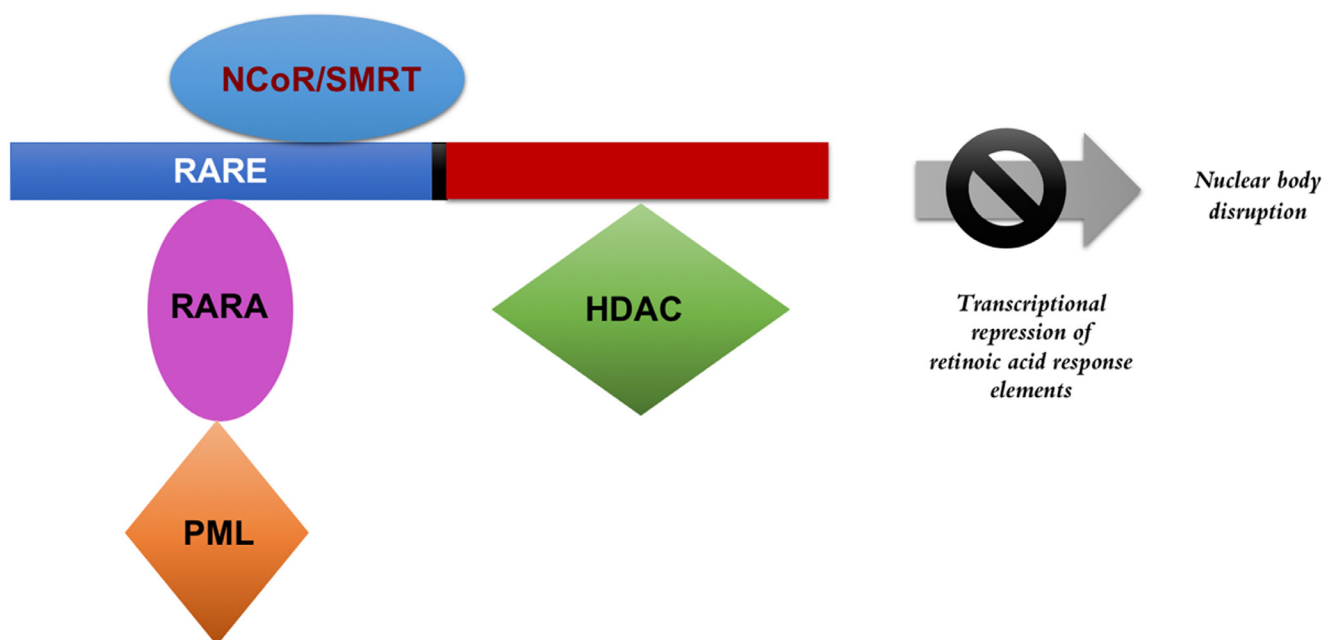 NCoR/SMRT
RARE
RARA
HDAC
PML
Nuclear body
disruption
Transcriptional
repression of
retinoic acid response
elements